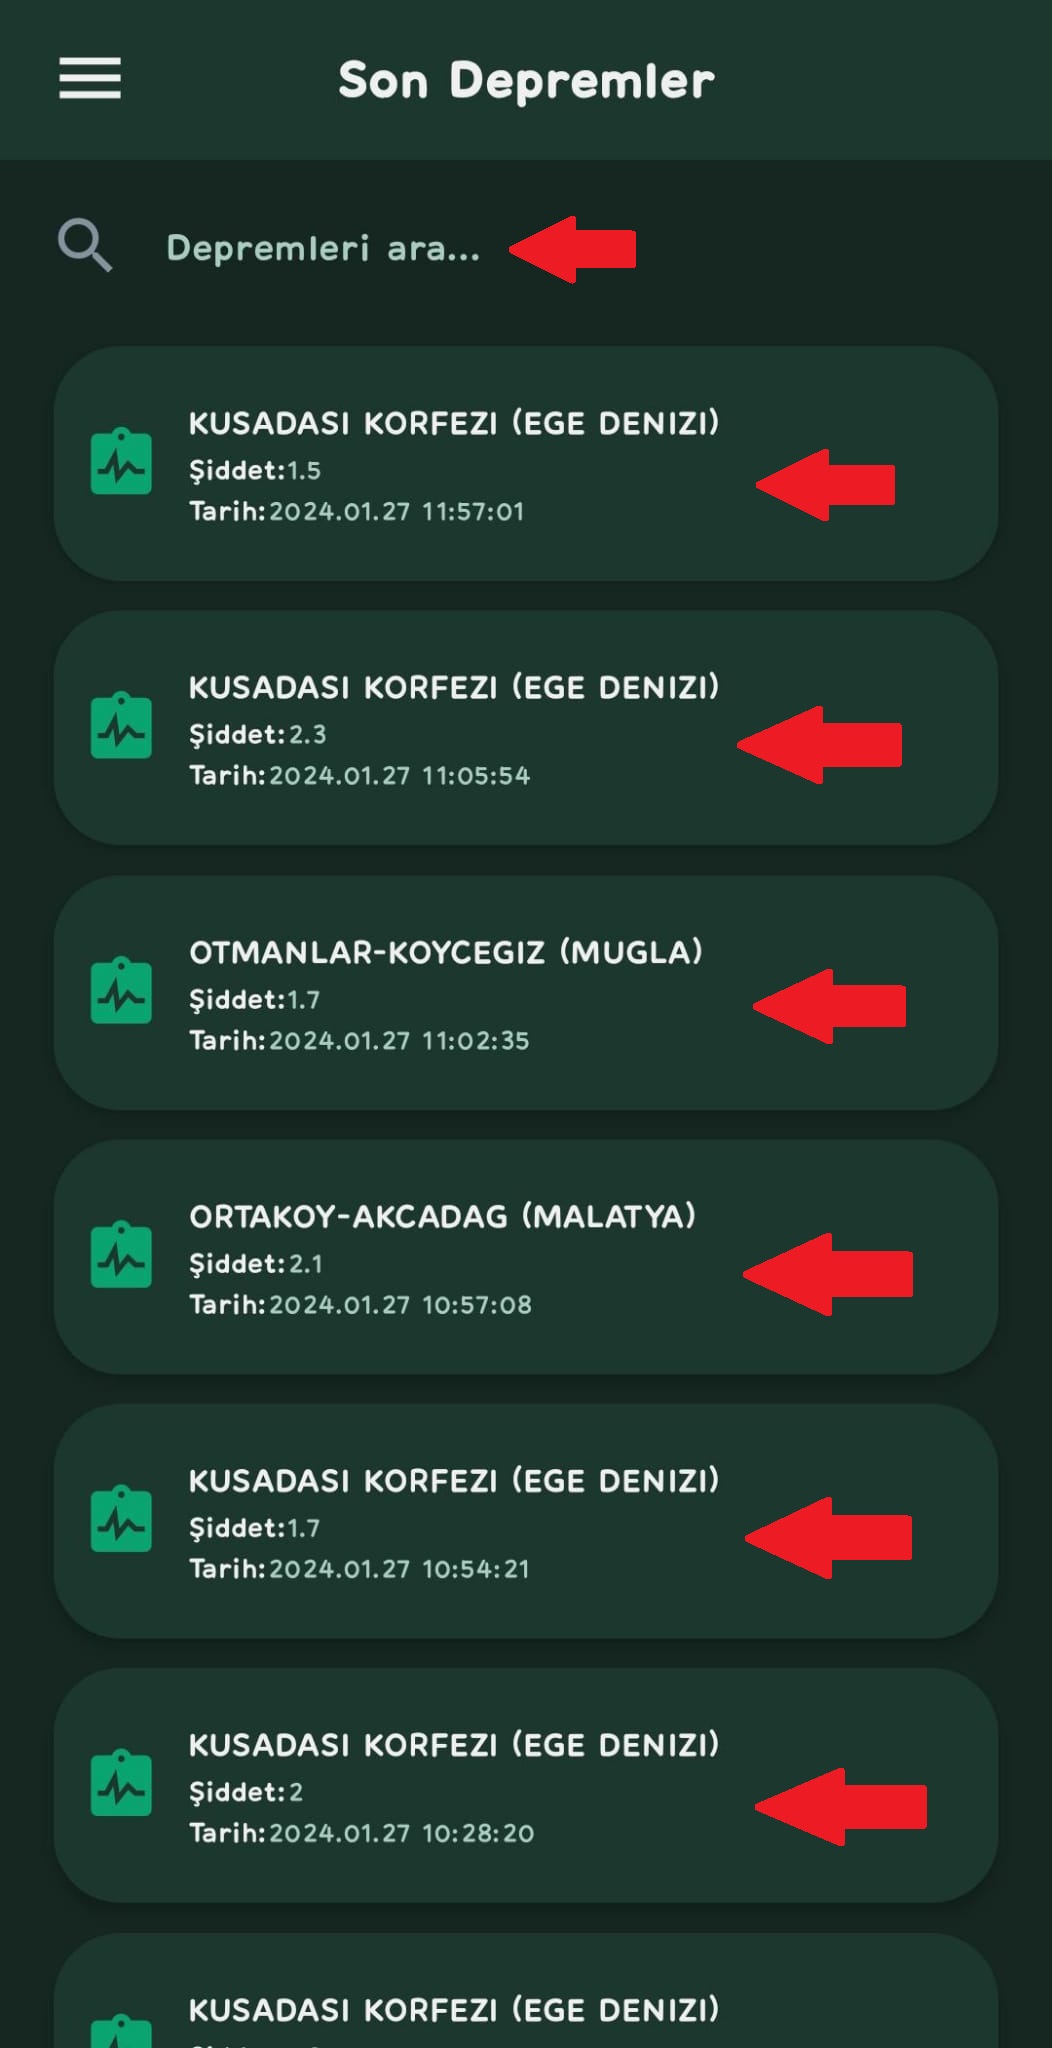 Son Depremler
Depremleri ara...
KUSADASI KORFEZI (EGE DENIZI)
Şiddet:1.5
Tarih:2024.01.27 11:57:01
KUSADASI KORFEZI (EGE DENIZI)
Şiddet:2.3
Tarih:2024.01.27 11:05:54
OTMANLAR-KOYCEGIZ (MUGLA)
Şiddet:1.7
Tarih:2024.01.27 11:02:35
ORTAKOY-AKCADAG (MALATYA)
Şiddet:2.1
Tarih:2024.01.27 10:57:08
KUSADASI KORFEZI (EGE DENIZI)
Şiddet:1.7
Tarih:2024.01.27 10:54:21
KUSADASI KORFEZI (EGE DENIZI)
Şiddet:2
Tarih:2024.01.27 10:28:20
KUSADASI KORFEZI (EGE DENIZI)